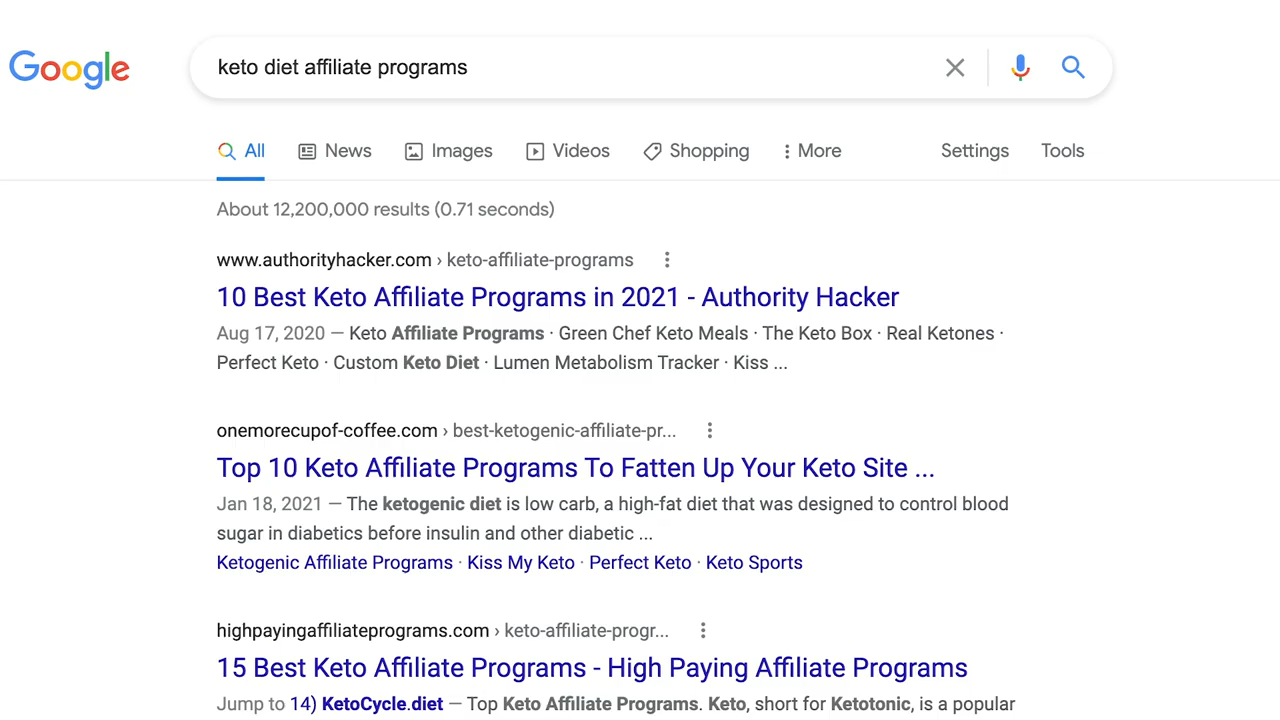 Google
keto diet affiliate programs
All News Images Videos Shopping More Settings Tools
About 12,200,000 results (0.71 seconds)
www.authorityhacker.com › keto-affiliate-programs
10 Best Keto Affiliate Programs in 2021 - Authority Hacker
Aug 17, 2020 — Keto Affiliate Programs · Green Chef Keto Meals · The Keto Box · Real Ketones ·
Perfect Keto · Custom Keto Diet · Lumen Metabolism Tracker · Kiss ...
onemorecupof-coffee.com › best-ketogenic-affiliate-pr...
Top 10 Keto Affiliate Programs To Fatten Up Your Keto Site ...
Jan 18, 2021 — The ketogenic diet is low carb, a high-fat diet that was designed to control blood
sugar in diabetics before insulin and other diabetic ...
Ketogenic Affiliate Programs · Kiss My Keto · Perfect Keto · Keto Sports
highpayingaffiliateprograms.com › keto-affiliate-progr...
15 Best Keto Affiliate Programs - High Paying Affiliate Programs
Jump to 14) KetoCycle.diet — Top Keto Affiliate Programs. Keto, short for Ketotonic, is a popular